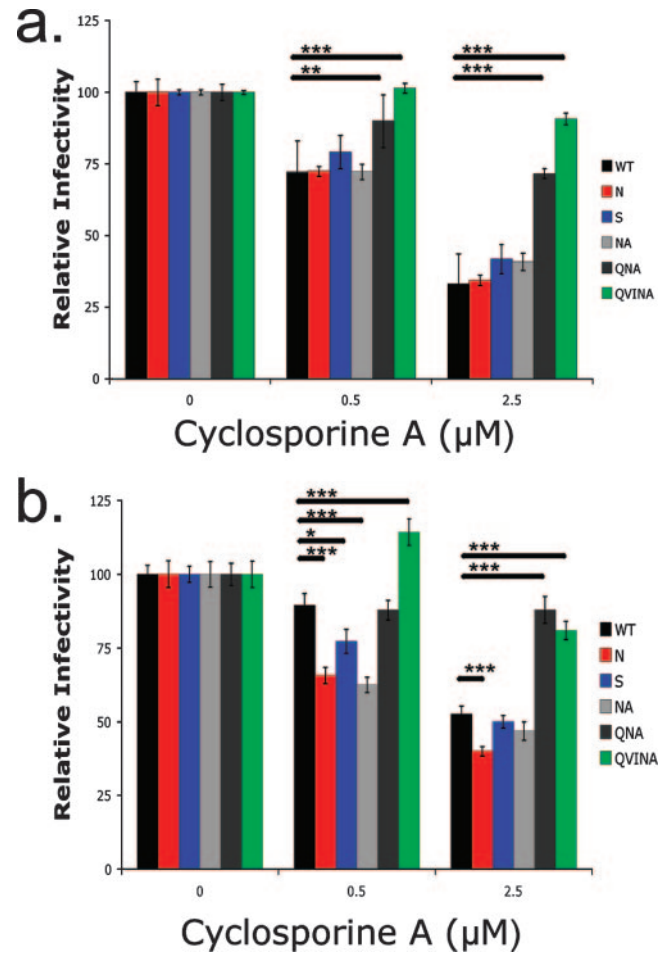 a.
125
100
75
50
25
0
Relative Infectivity
***
**
***
***
WT
N
S
NA
QNA
QVINA
0
0.5
2.5
Cyclosporine A (µM)
b.
125
100
75
50
25
0
Relative Infectivity
***
***
*
***
***
***
***
WT
N
S
NA
QNA
QVINA
0
0.5
2.5
Cyclosporine A (µM)